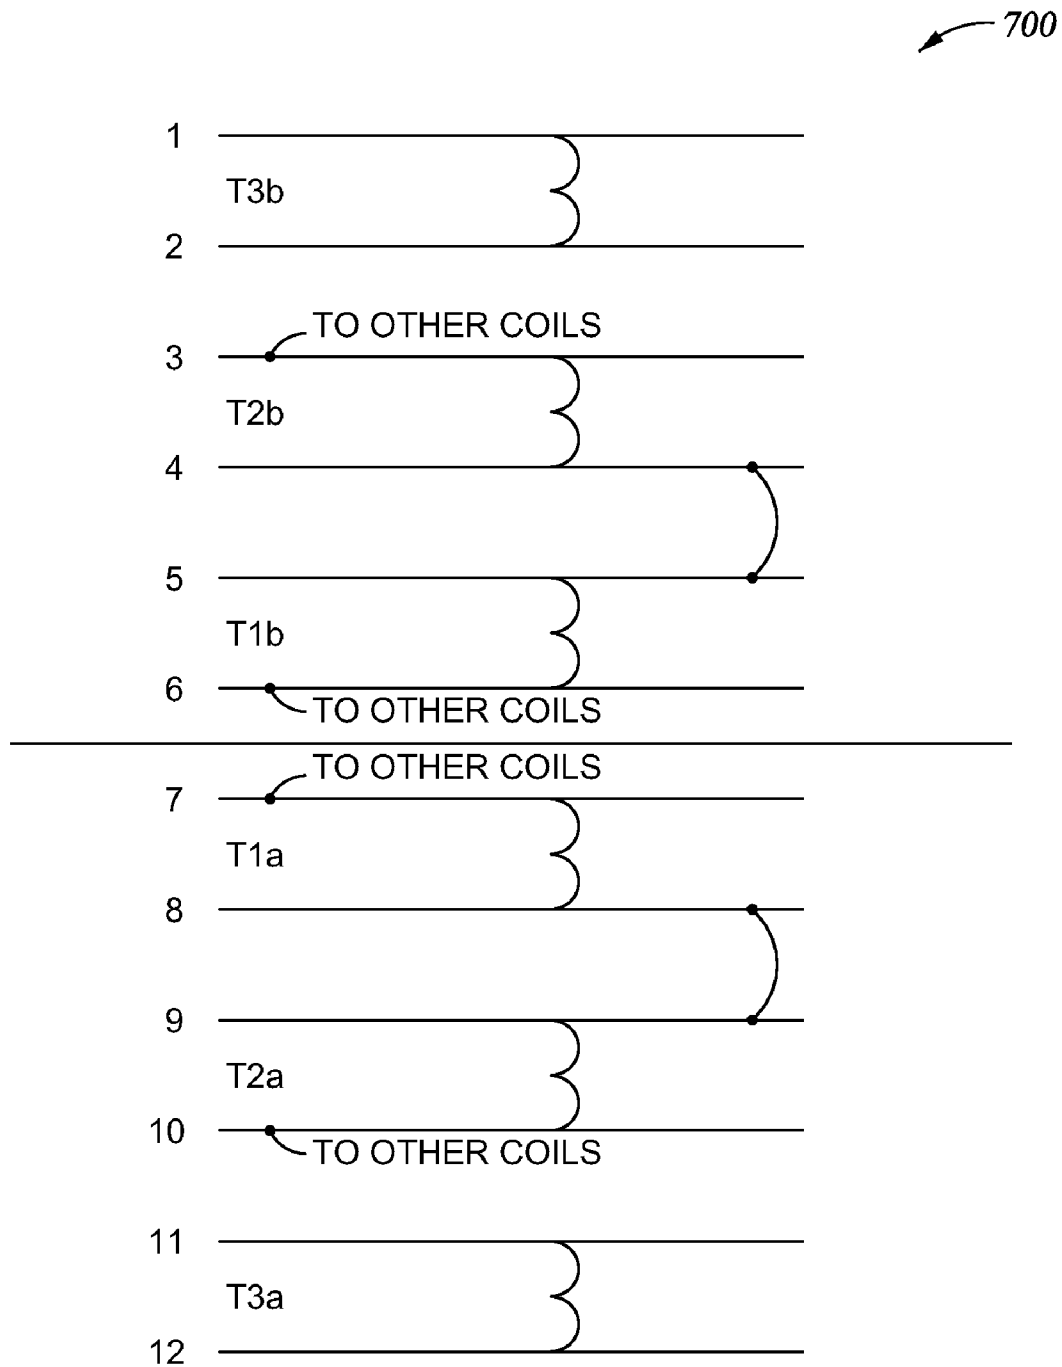 700
1
T3b
2
TO OTHER COILS
3
T2b
4
5
T1b
6
TO OTHER COILS
TO OTHER COILS
7
T1a
8
9
T2a
10
TO OTHER COILS
11
T3a
12